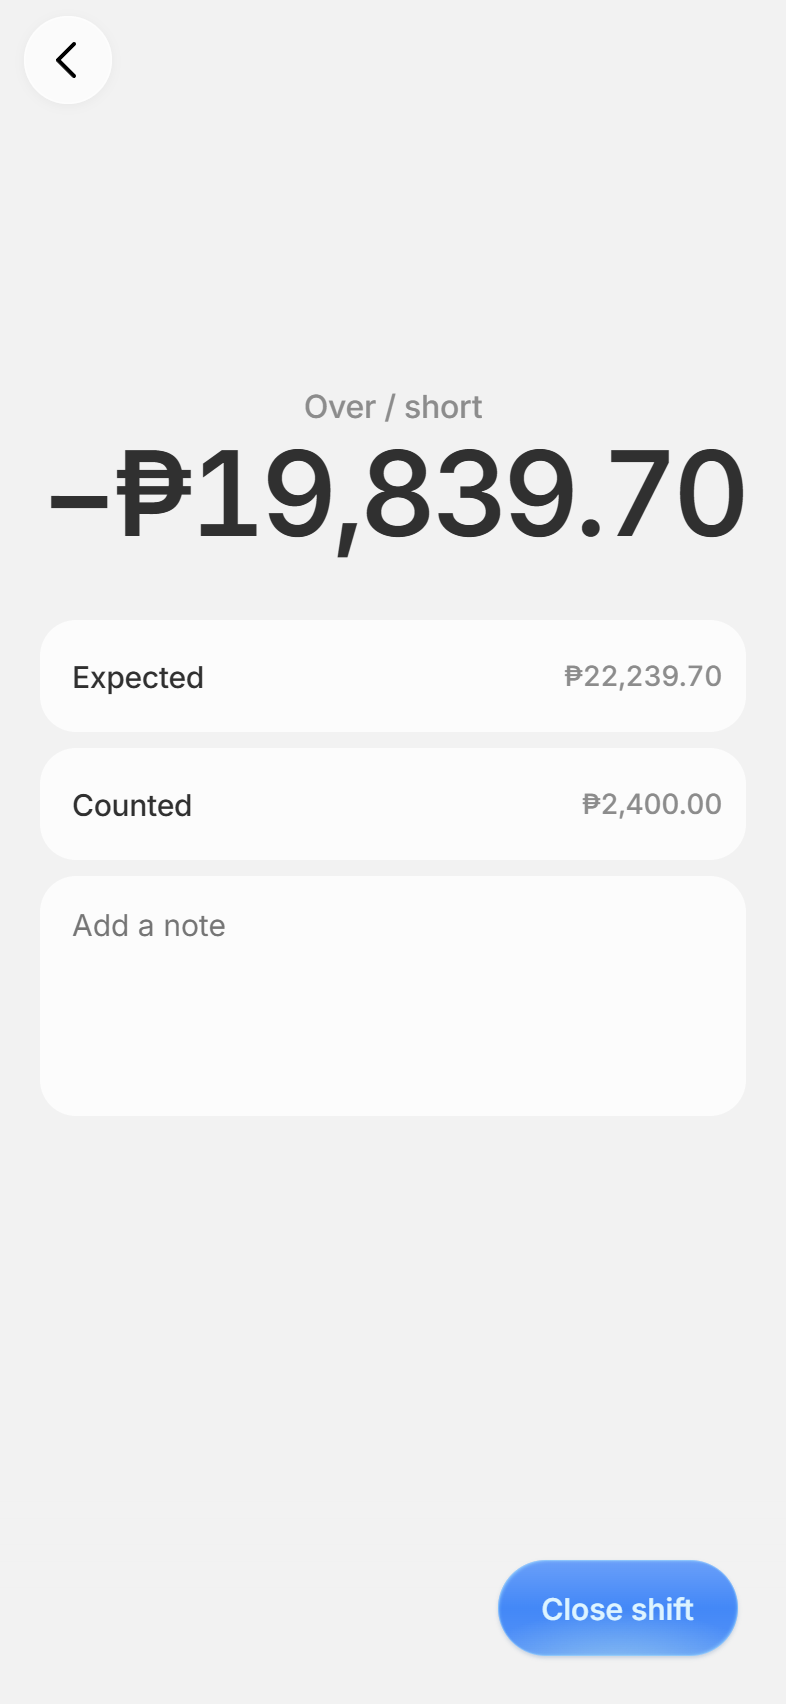 Over / short
–₱19,839.70
Expected
₱22,239.70
Counted
₱2,400.00
Add a note
Close shift